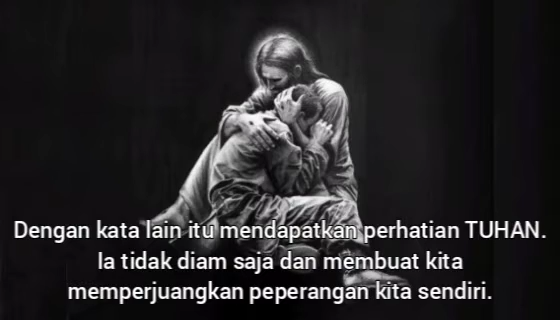 Dengan kata lain itu mendapatkan perhatian TUHAN.
Ia tidak diam saja dan membuat kita
memperjuangkan peperangan kita sendiri.